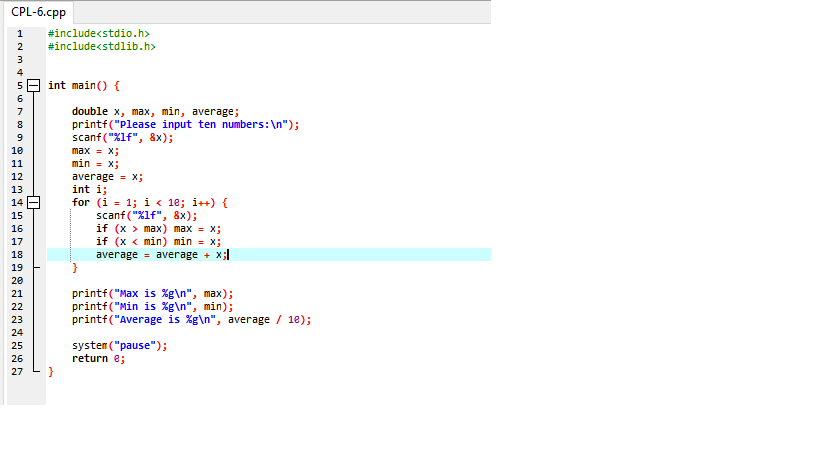 CPL-6.cpp
1 #include<stdio.h>
2 #include<stdlib.h>
3
4
5 int main() {
6
7 double x, max, min, average;
8 printf("Please input ten numbers:\n");
9 scanf("%lf", &x);
10 max = x;
11 min = x;
12 average = x;
13 int i;
14 for (i = 1; i < 10; i++) {
15 scanf("%lf", &x);
16 if (x > max) max = x;
17 if (x < min) min = x;
18 average = average + x;
19 }
20
21 printf("Max is %g\n", max);
22 printf("Min is %g\n", min);
23 printf("Average is %g\n", average / 10);
24
25 system("pause");
26 return 0;
27 }